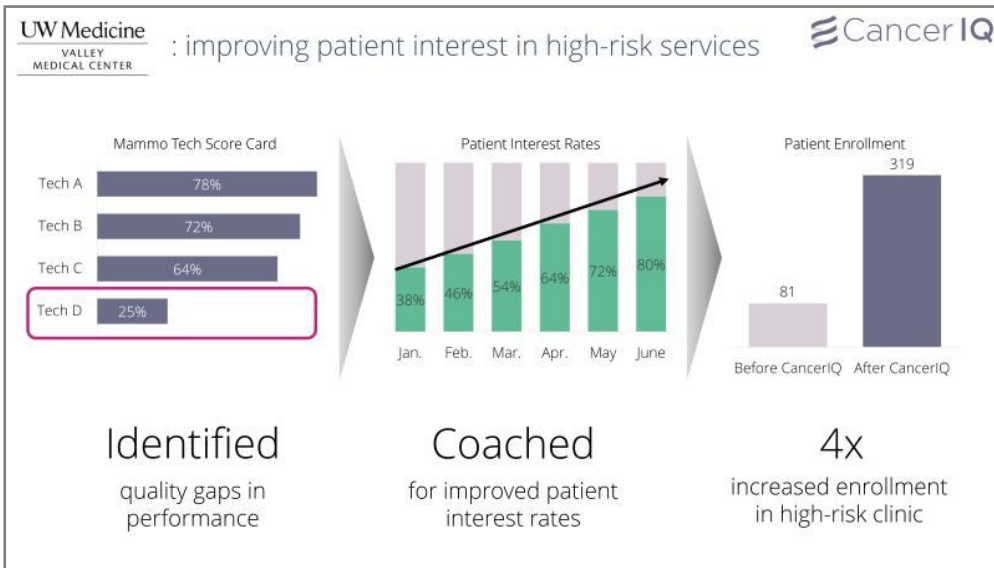 UW Medicine
VALLEY
MEDICAL CENTER
: improving patient interest in high-risk services
CancerIQ
Mammo Tech Score Card
Tech A
78%
Tech B
72%
Tech C
64%
Tech D
25%
Patient Interest Rates
38%
46%
54%
64%
72%
80%
Jan.
Feb.
Mar.
Apr.
May
June
Patient Enrollment
319
81
Before CancerIQ
After CancerIQ
Identified
quality gaps in
performance
Coached
for improved patient
interest rates
4x
increased enrollment
in high-risk clinic